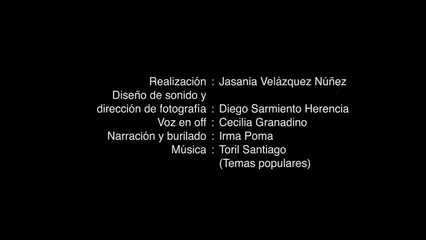 Realización : Jasania Velázquez Núñez
Diseño de sonido y
dirección de fotografía : Diego Sarmiento Herencia
Voz en off : Cecilia Granadino
Narración y burilado : Irma Poma
Música : Toril Santiago
(Temas populares)